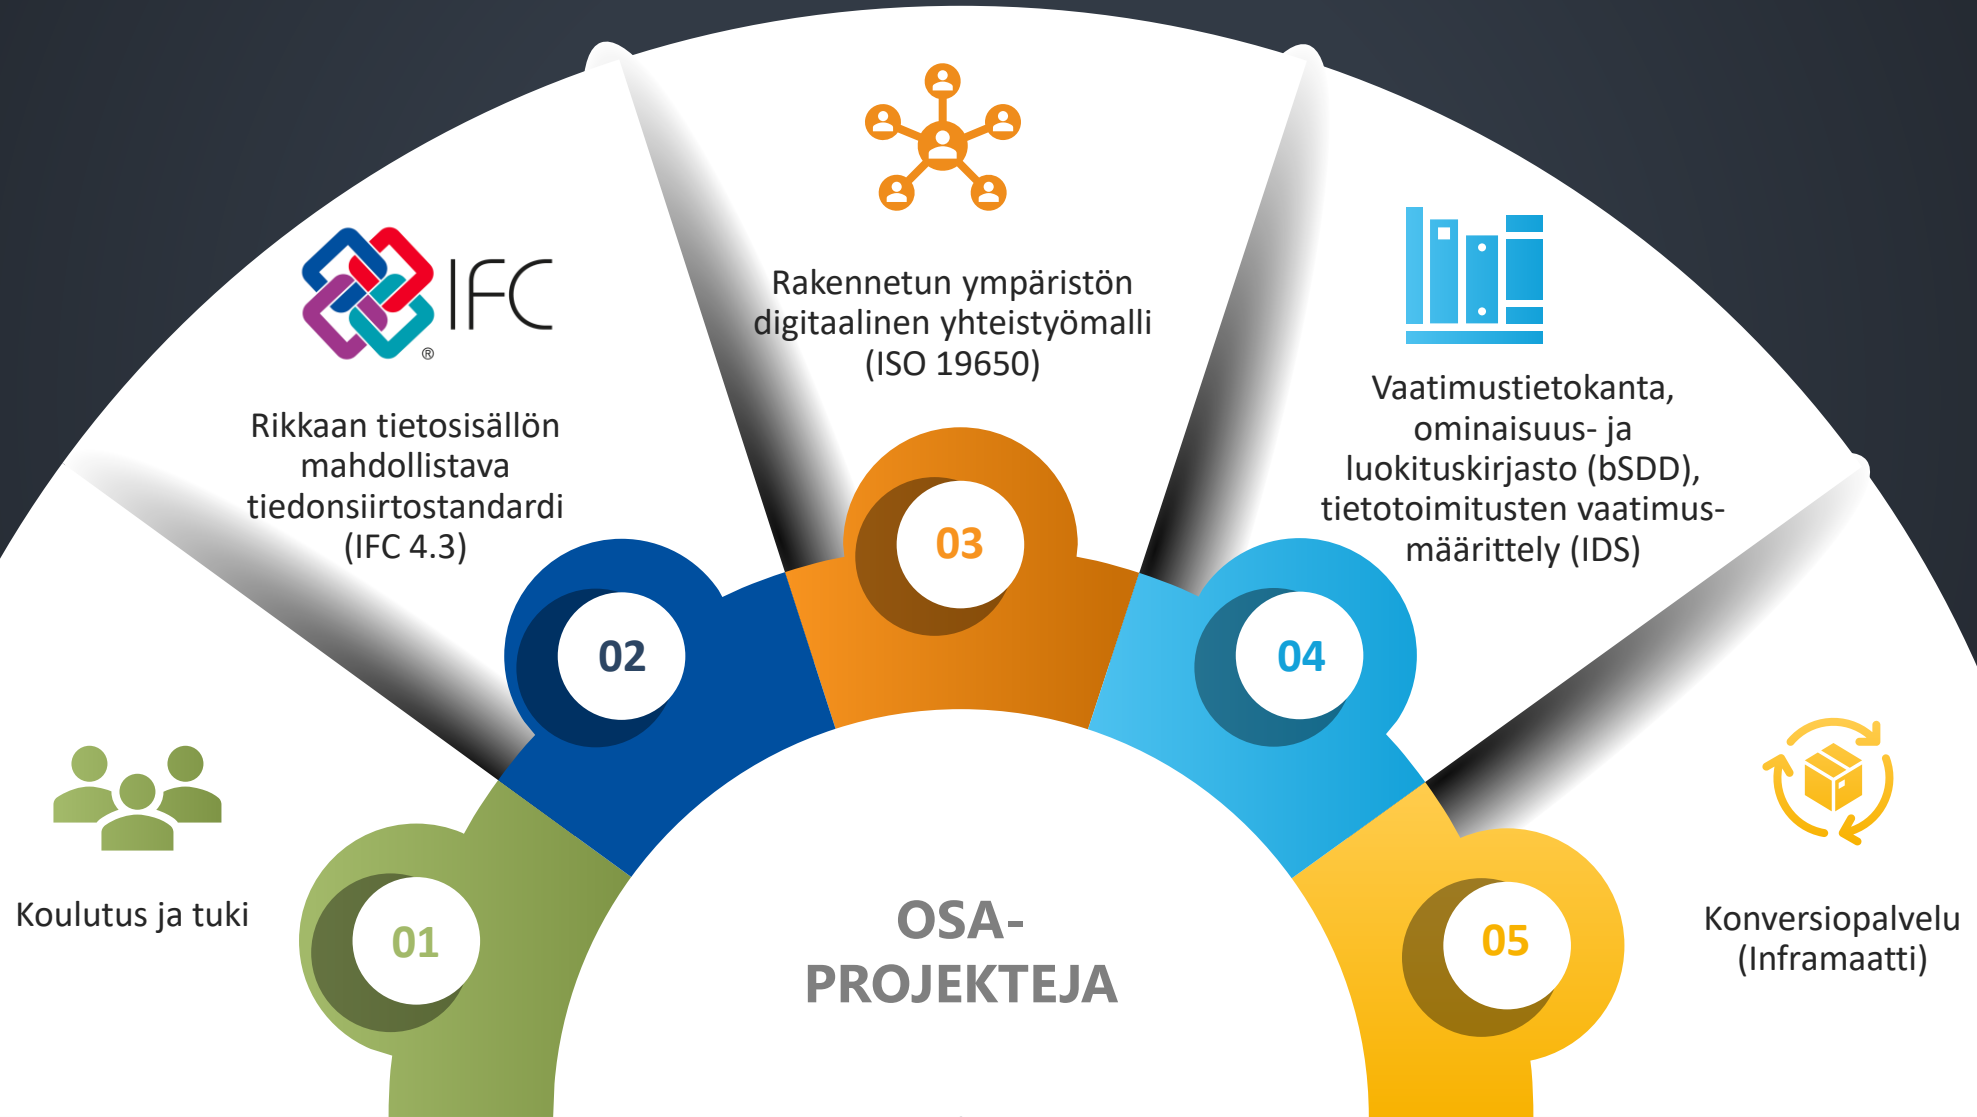 Koulutus ja tuki
01
IFC
®
Rikkaan tietosisällön
mahdollistava
tiedonsiirtostandardi
(IFC 4.3)
02
Rakennetun ympäristön
digitaalinen yhteistyömalli
(ISO 19650)
03
Vaatimustietokanta,
ominaisuus- ja
luokituskirjasto (bSDD),
tietotoimitusten vaatimus-
määrittely (IDS)
04
Konversiopalvelu
(Inframaatti)
05
OSA-
PROJEKTEJA